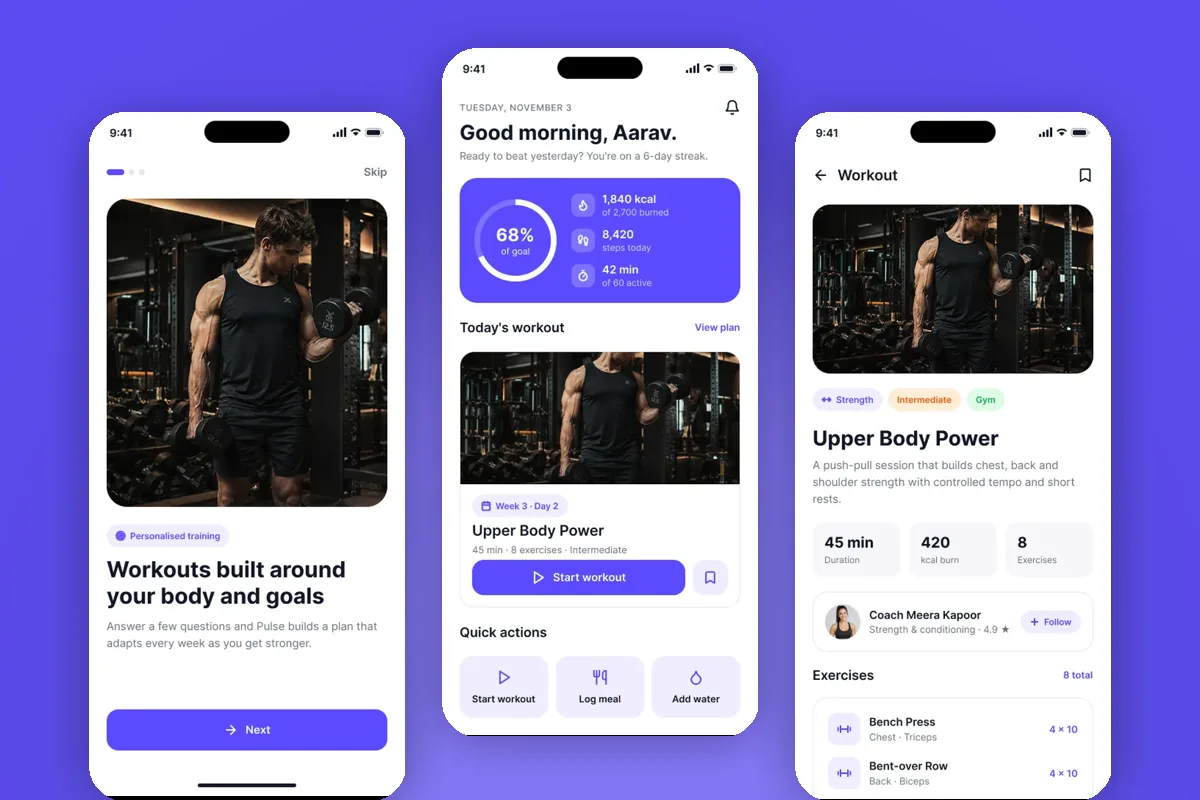 9:41
Skip
Personalised training
Workouts built around
your body and goals
Answer a few questions and Pulse builds a plan that
adapts every week as you get stronger.
Next
9:41
TUESDAY, NOVEMBER 3
Good morning, Aarav.
Ready to beat yesterday? You're on a 6-day streak.
68%
of goal
1,840 kcal
of 2,700 burned
8,420
steps today
42 min
of 60 active
Today's workout
View plan
Week 3 · Day 2
Upper Body Power
45 min · 8 exercises · Intermediate
Start workout
Quick actions
Start workout
Log meal
Add water
9:41
Workout
Strength
Intermediate
Gym
Upper Body Power
A push-pull session that builds chest, back and
shoulder strength with controlled tempo and short
rests.
45 min
Duration
420
kcal burn
8
Exercises
Coach Meera Kapoor
Strength & conditioning · 4.9 ★
Follow
Exercises
8 total
Bench Press
Chest · Triceps
4 × 10
Bent-over Row
Back · Biceps
4 × 10